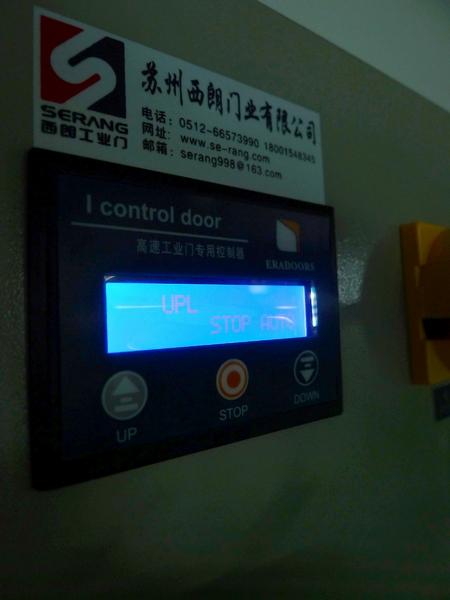 苏州西朗门业有限公司
SERANG
西朗工业门
电话: 0512-66573990 18001548345
网址: www.se-rang.com
邮箱: serang998@163.com
I control door
高速工业门专用控制器
ERADOORS
UPL
STOP AUTO
UP
STOP
DOWN